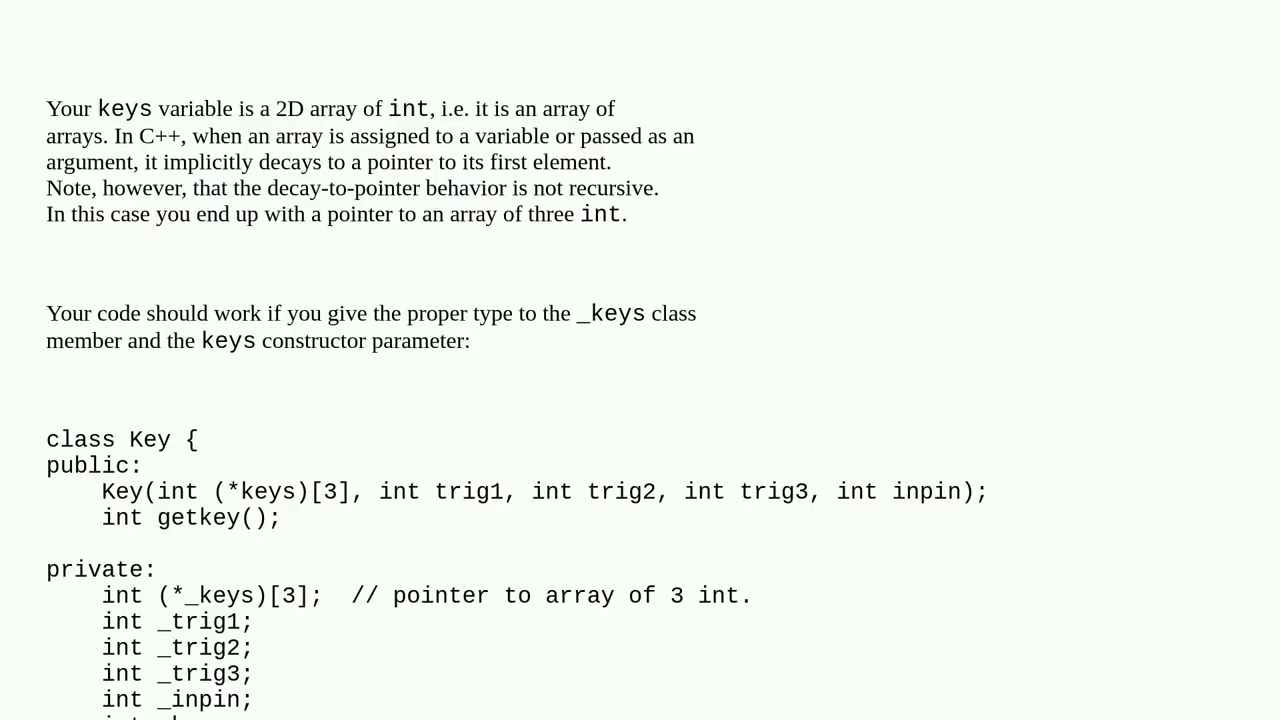 Your keys variable is a 2D array of int, i.e. it is an array of
arrays. In C++, when an array is assigned to a variable or passed as an
argument, it implicitly decays to a pointer to its first element.
Note, however, that the decay-to-pointer behavior is not recursive.
In this case you end up with a pointer to an array of three int.
Your code should work if you give the proper type to the _keys class
member and the keys constructor parameter:
class Key {
public:
    Key(int (*keys)[3], int trig1, int trig2, int trig3, int inpin);
    int getkey();
private:
    int (*_keys)[3];  // pointer to array of 3 int.
    int _trig1;
    int _trig2;
    int _trig3;
    int _inpin;